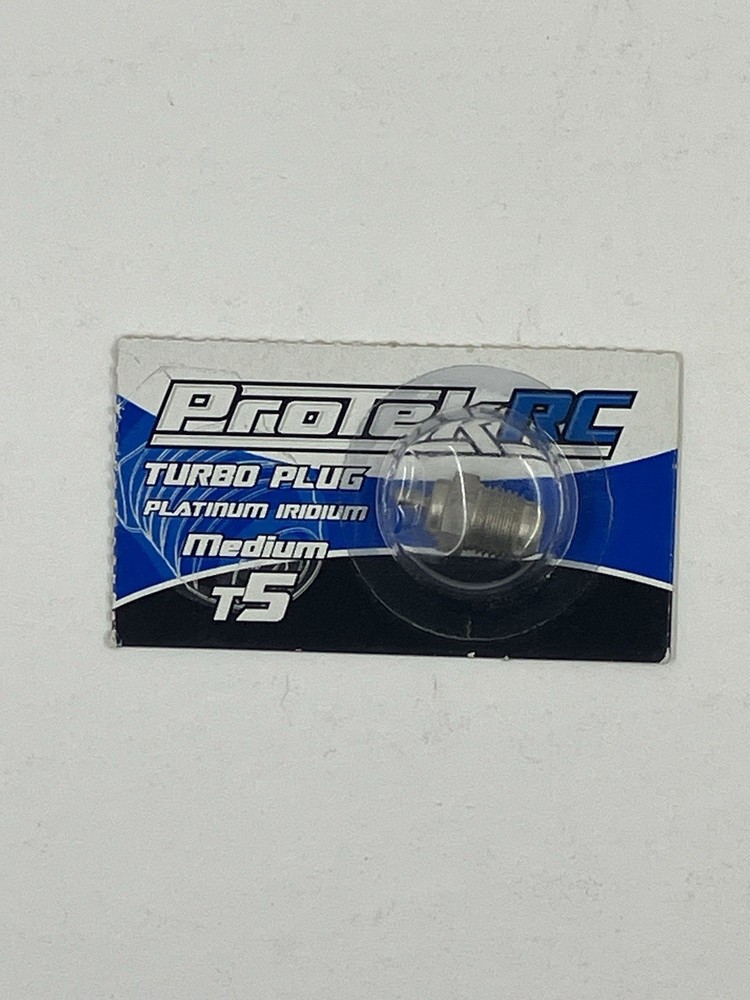 ProTek RC
TURBO PLUG
PLATINUM IRIDIUM
Medium
T5